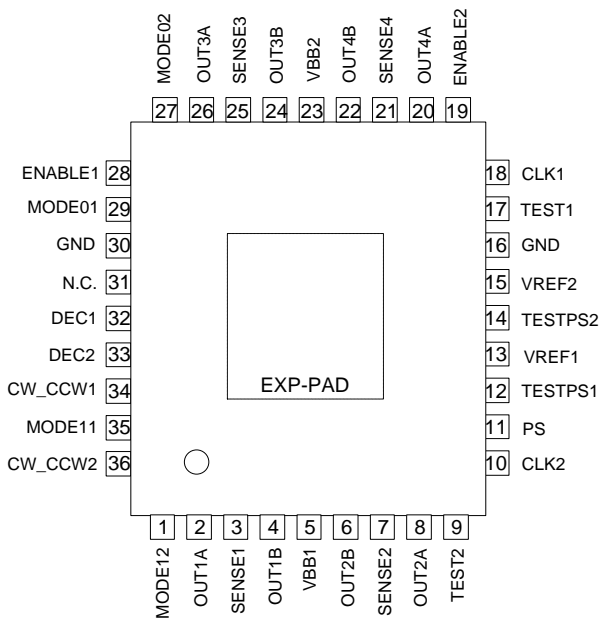 MODE02
OUT3A
SENSE3
OUT3B
VBB2
OUT4B
SENSE4
OUT4A
ENABLE2
27 26 25 24 23 22 21 20 19
ENABLE1 28
MODE01 29
GND 30
N.C. 31
DEC1 32
DEC2 33
CW_CCW1 34
MODE11 35
CW_CCW2 36
18 CLK1
17 TEST1
16 GND
15 VREF2
14 TESTPS2
13 VREF1
12 TESTPS1
11 PS
10 CLK2
EXP-PAD
1 2 3 4 5 6 7 8 9
MODE12
OUT1A
SENSE1
OUT1B
VBB1
OUT2B
SENSE2
OUT2A
TEST2